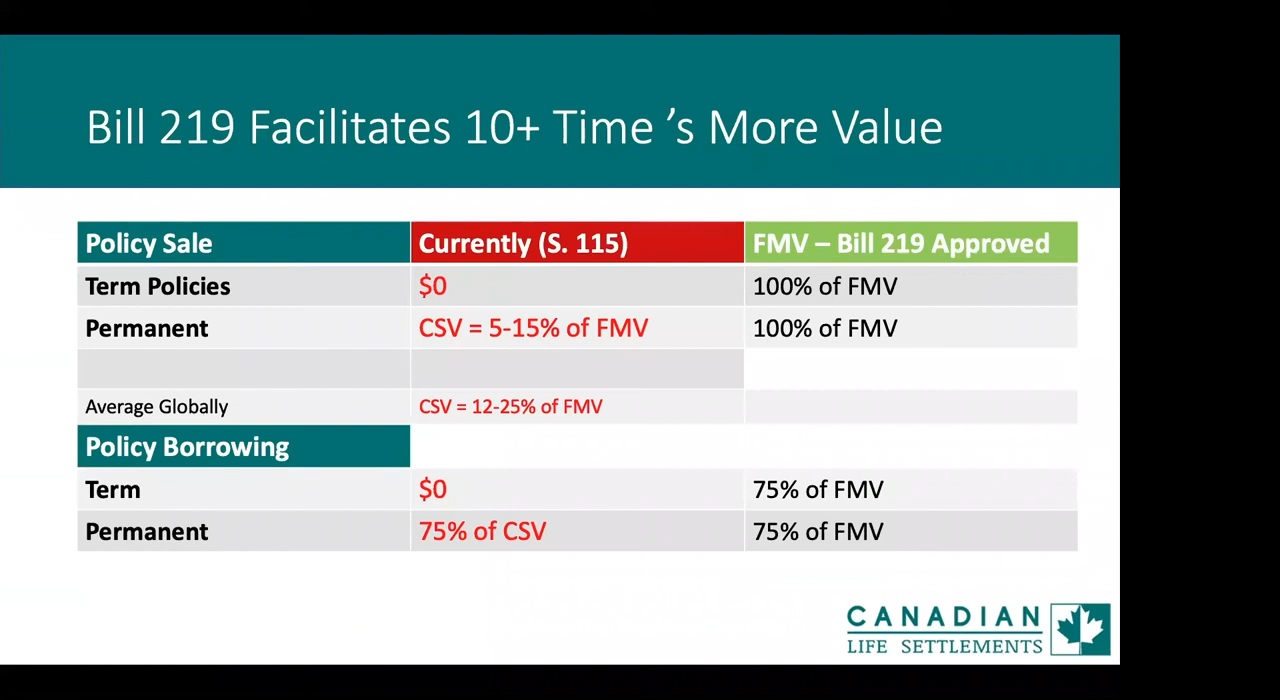 Bill 219 Facilitates 10+ Time 's More Value
Policy Sale Currently (S. 115) FMV – Bill 219 Approved
Term Policies $0 100% of FMV
Permanent CSV = 5-15% of FMV 100% of FMV
Average Globally CSV = 12-25% of FMV
Policy Borrowing
Term $0 75% of FMV
Permanent 75% of CSV 75% of FMV
CANADIAN
LIFE SETTLEMENTS